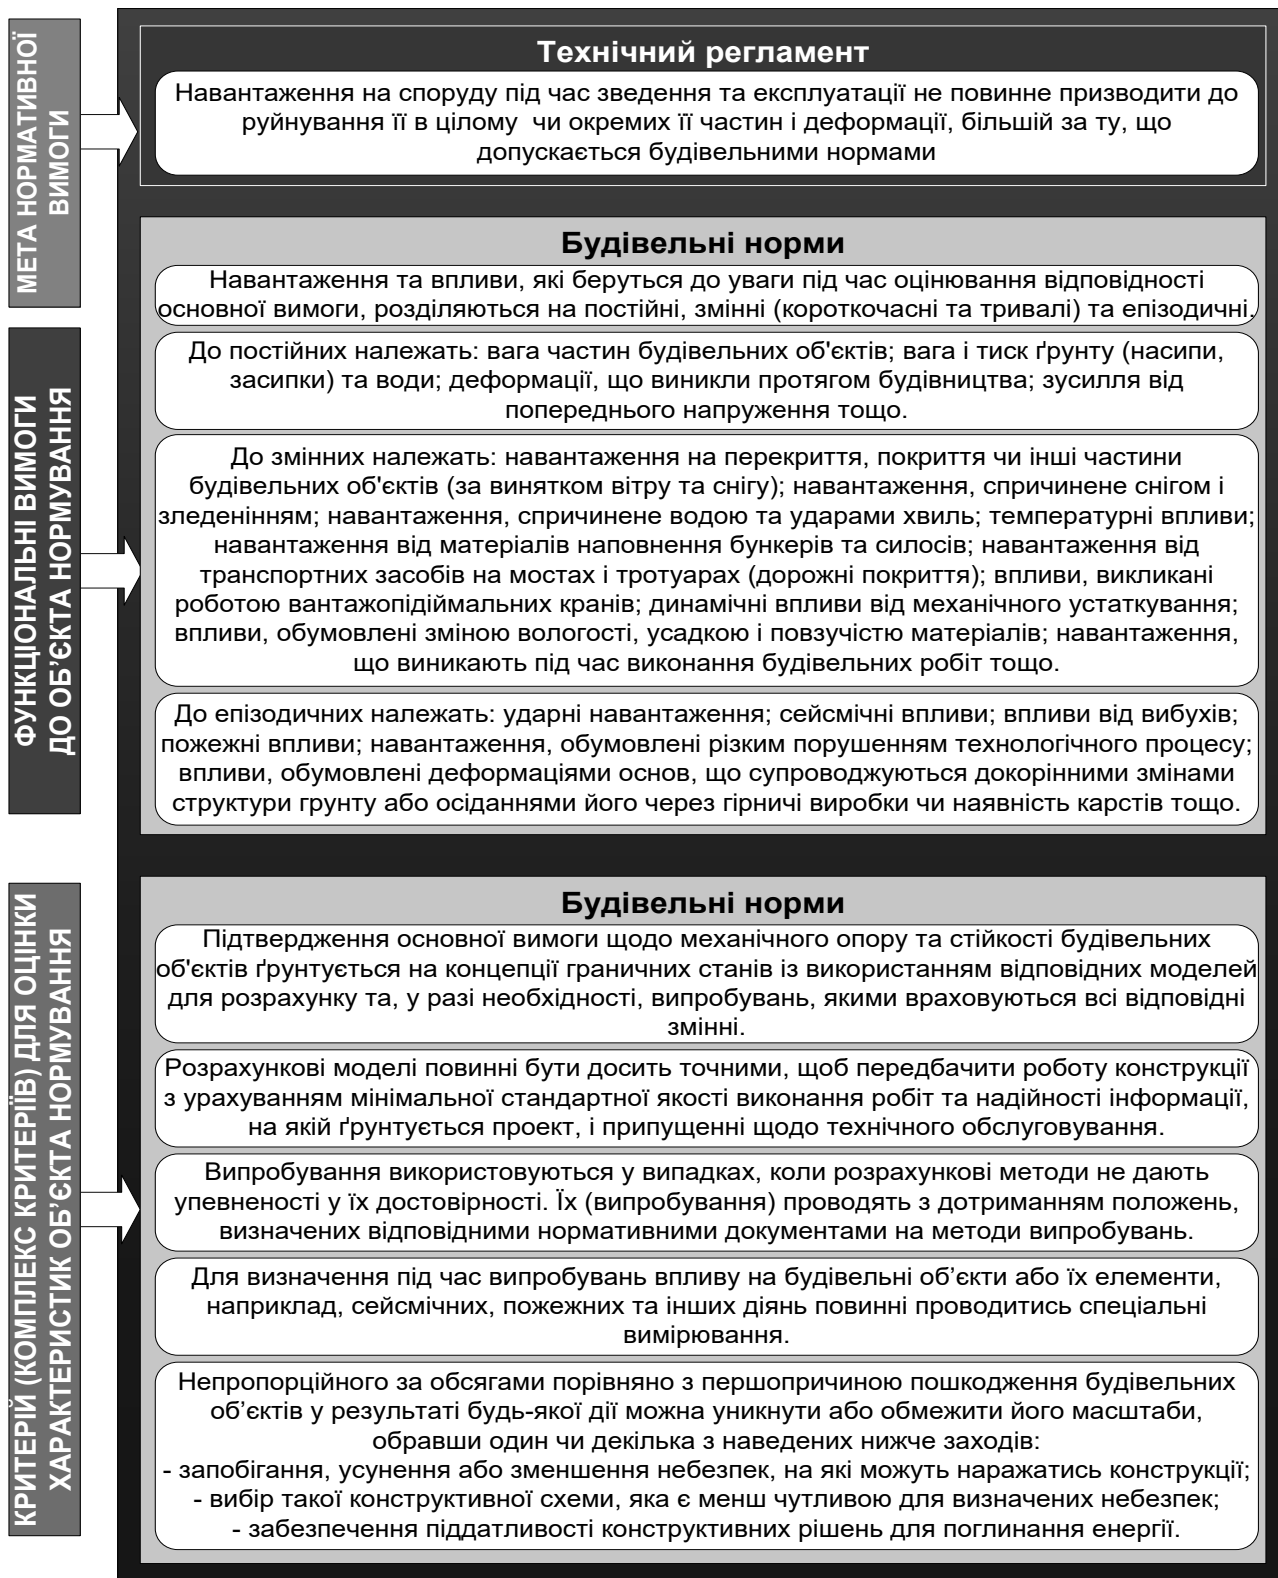 МЕТА НОРМАТИВНОЇ
ВИМОГИ
Технічний регламент
Навантаження на споруду під час зведення та експлуатації не повинне призводити до
руйнування її в цілому чи окремих її частин і деформації, більшій за ту, що
допускається будівельними нормами
ФУНКЦІОНАЛЬНІ ВИМОГИ
ДО ОБ’ЄКТА НОРМУВАННЯ
Будівельні норми
Навантаження та впливи, які беруться до уваги під час оцінювання відповідності
основної вимоги, розділяються на постійні, змінні (короткочасні та тривалі) та епізодичні.
До постійних належать: вага частин будівельних об'єктів; вага і тиск ґрунту (насипи,
засипки) та води; деформації, що виникли протягом будівництва; зусилля від
попереднього напруження тощо.
До змінних належать: навантаження на перекриття, покриття чи інші частини
будівельних об'єктів (за винятком вітру та снігу); навантаження, спричинене снігом і
зледенінням; навантаження, спричинене водою та ударами хвиль; температурні впливи;
навантаження від матеріалів наповнення бункерів та силосів; навантаження від
транспортних засобів на мостах і тротуарах (дорожні покриття); впливи, викликані
роботою вантажопідіймальних кранів; динамічні впливи від механічного устаткування;
впливи, обумовлені зміною вологості, усадкою і повзучістю матеріалів; навантаження,
що виникають під час виконання будівельних робіт тощо.
До епізодичних належать: ударні навантаження; сейсмічні впливи; впливи від вибухів;
пожежні впливи; навантаження, обумовлені різким порушенням технологічного процесу;
впливи, обумовлені деформаціями основ, що супроводжуються докорінними змінами
структури грунту або осіданнями його через гірничі виробки чи наявність карстів тощо.
КРИТЕРІЙ (КОМПЛЕКС КРИТЕРІЇВ) ДЛЯ ОЦІНКИ
ХАРАКТЕРИСТИК ОБ’ЄКТА НОРМУВАННЯ
Будівельні норми
Підтвердження основної вимоги щодо механічного опору та стійкості будівельних
об'єктів ґрунтується на концепції граничних станів із використанням відповідних моделей
для розрахунку та, у разі необхідності, випробувань, якими враховуються всі відповідні
змінні.
Розрахункові моделі повинні бути досить точними, щоб передбачити роботу конструкції
з урахуванням мінімальної стандартної якості виконання робіт та надійності інформації,
на якій ґрунтується проект, і припущенні щодо технічного обслуговування.
Випробування використовуються у випадках, коли розрахункові методи не дають
упевненості у їх достовірності. Їх (випробування) проводять з дотриманням положень,
визначених відповідними нормативними документами на методи випробувань.
Для визначення під час випробувань впливу на будівельні об’єкти або їх елементи,
наприклад, сейсмічних, пожежних та інших діянь повинні проводитись спеціальні
вимірювання.
Непропорційного за обсягами порівняно з першопричиною пошкодження будівельних
об’єктів у результаті будь-якої дії можна уникнути або обмежити його масштаби,
обравши один чи декілька з наведених нижче заходів:
- запобігання, усунення або зменшення небезпек, на які можуть наражатись конструкції;
- вибір такої конструктивної схеми, яка є менш чутливою для визначених небезпек;
- забезпечення піддатливості конструктивних рішень для поглинання енергії.